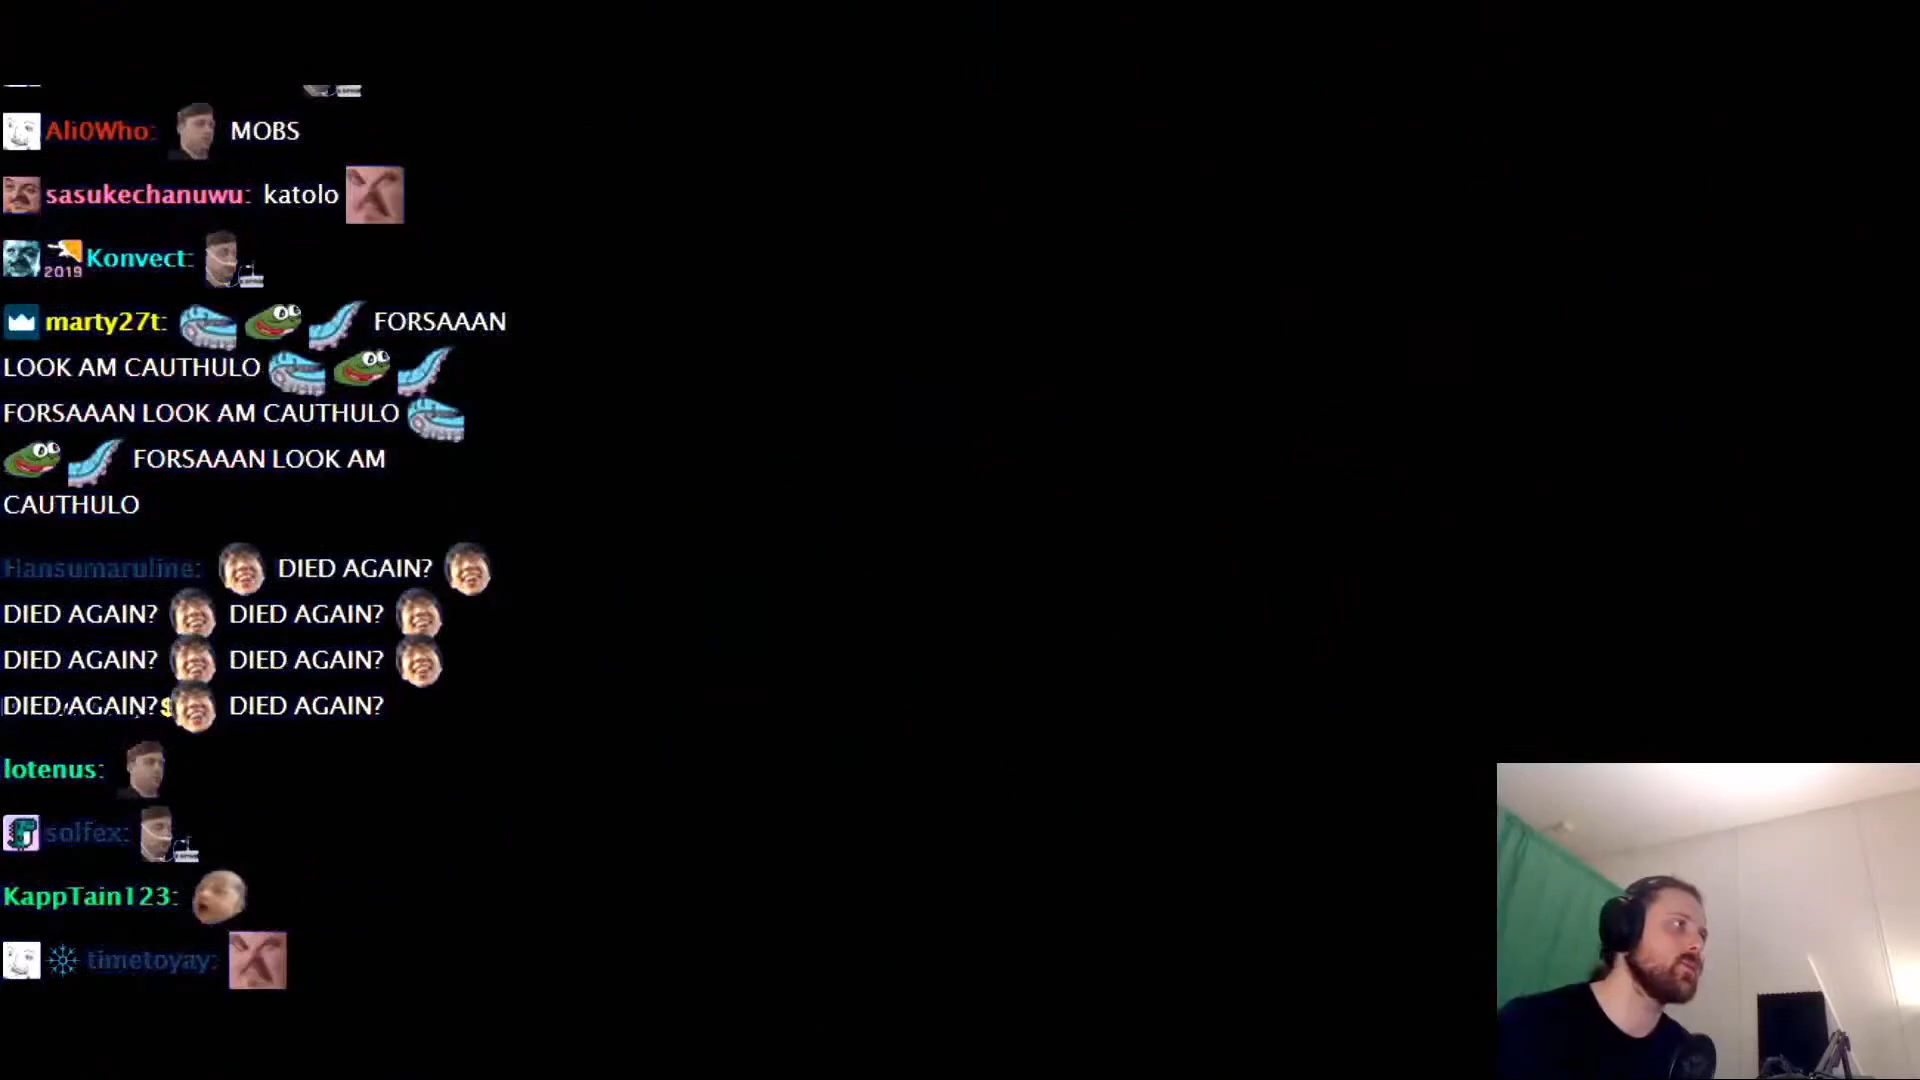 Ali0Who: MOBS
sasukechanuwu: katolo
2019 Konvect:
marty27t: FORSAAAN
LOOK AM CAUTHULO
FORSAAAN LOOK AM CAUTHULO
FORSAAAN LOOK AM
CAUTHULO
Hansumaruline: DIED AGAIN?
DIED AGAIN? DIED AGAIN?
DIED AGAIN? DIED AGAIN?
DIED AGAIN? DIED AGAIN?
lotenus:
solfex:
KappTain123:
timetoyay: